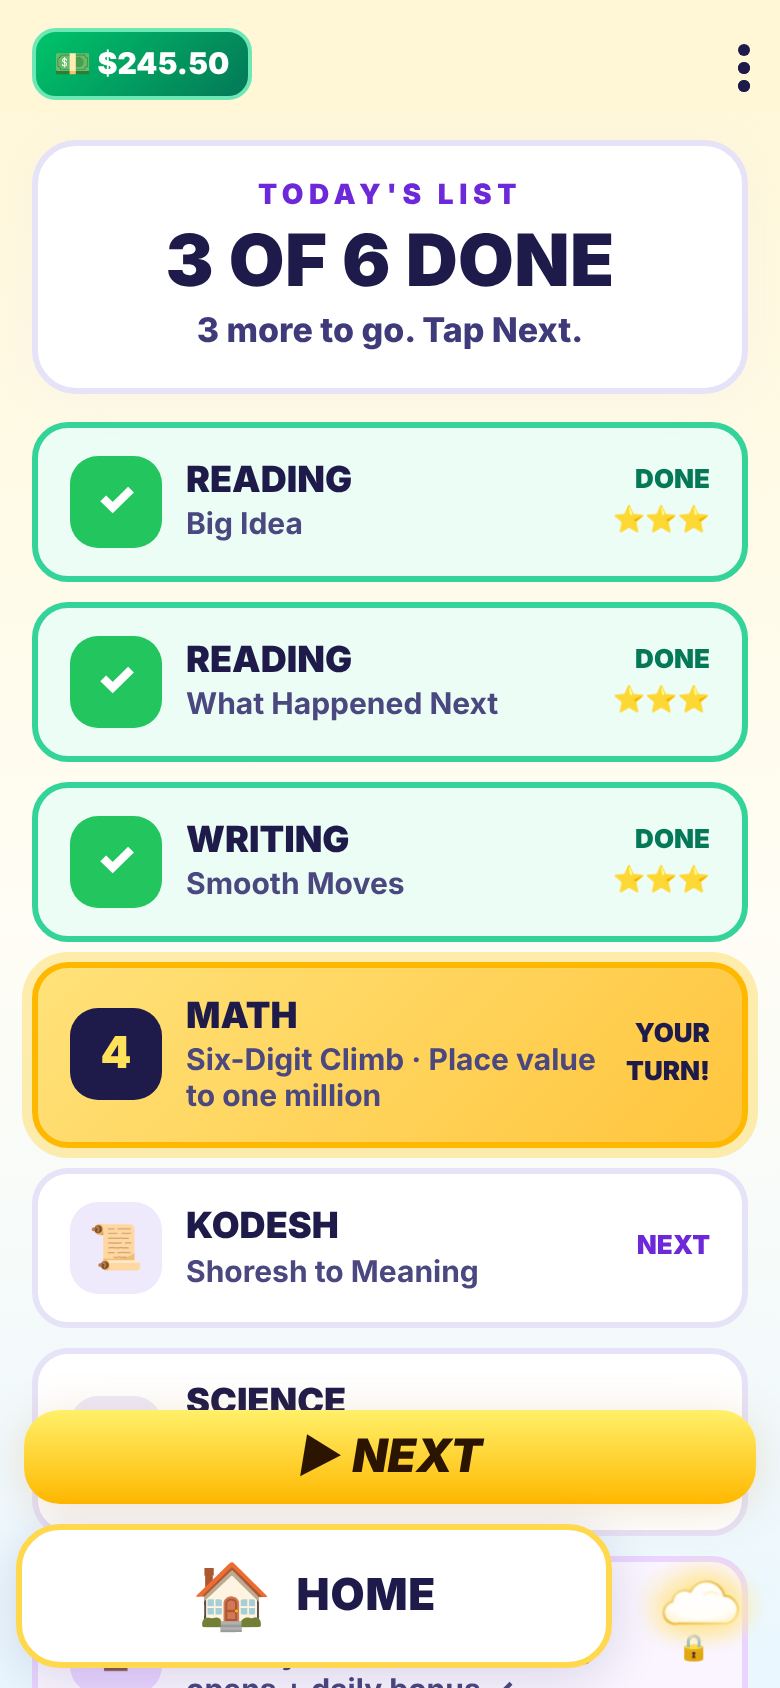 💵 $245.50
TODAY'S LIST
3 OF 6 DONE
3 more to go. Tap Next.
READING
Big Idea
DONE
⭐⭐⭐
READING
What Happened Next
DONE
⭐⭐⭐
WRITING
Smooth Moves
DONE
⭐⭐⭐
4
MATH
Six-Digit Climb · Place value
to one million
YOUR
TURN!
KODESH
Shoresh to Meaning
NEXT
SCIENCE
▶ NEXT
🏠 HOME
daily bonus